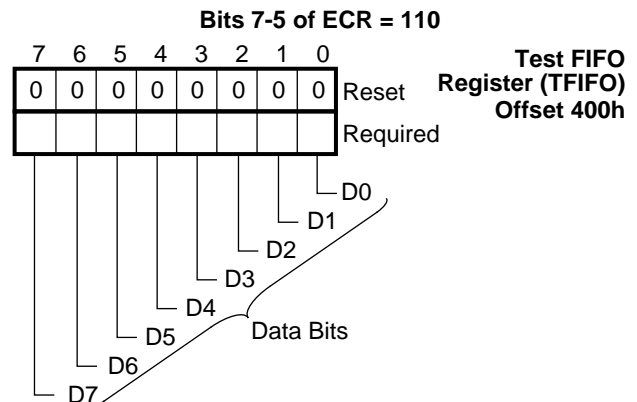 Bits 7-5 of ECR = 110
7 6 5 4 3 2 1 0
Test FIFO
Register (TFIFO)
Offset 400h
0 0 0 0 0 0 0 0 Reset
Required
D0
D1
D2
D3
D4
Data Bits
D5
D6
D7